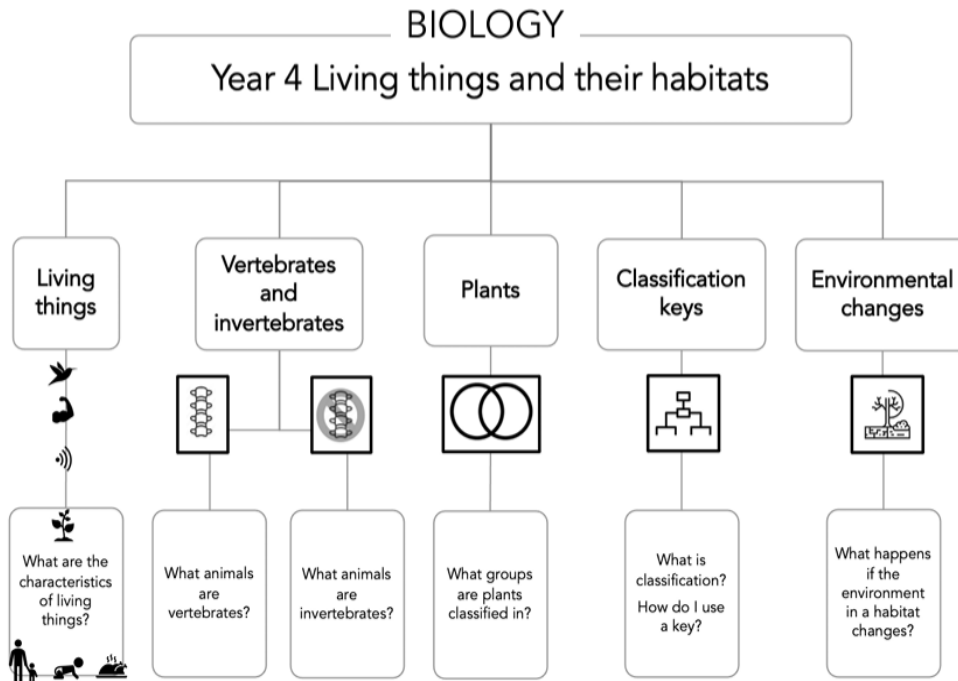 BIOLOGY
Year 4 Living things and their habitats
Living
things
Vertebrates
and
invertebrates
Plants
Classification
keys
Environmental
changes
What are the
characteristics
of living
things?
What animals
are
vertebrates?
What animals
are
invertebrates?
What groups
are plants
classified in?
What is
classification?
How do I use
a key?
What happens
if the
environment
in a habitat
changes?